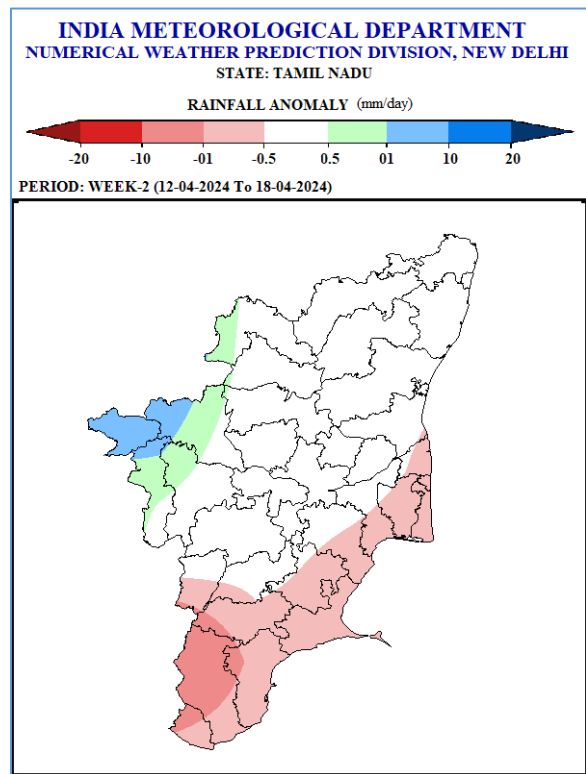 INDIA METEOROLOGICAL DEPARTMENT
NUMERICAL WEATHER PREDICTION DIVISION, NEW DELHI
STATE: TAMIL NADU
RAINFALL ANOMALY (mm/day)
-20 -10 -01 -0.5 0.5 01 10 20
PERIOD: WEEK-2 (12-04-2024 To 18-04-2024)